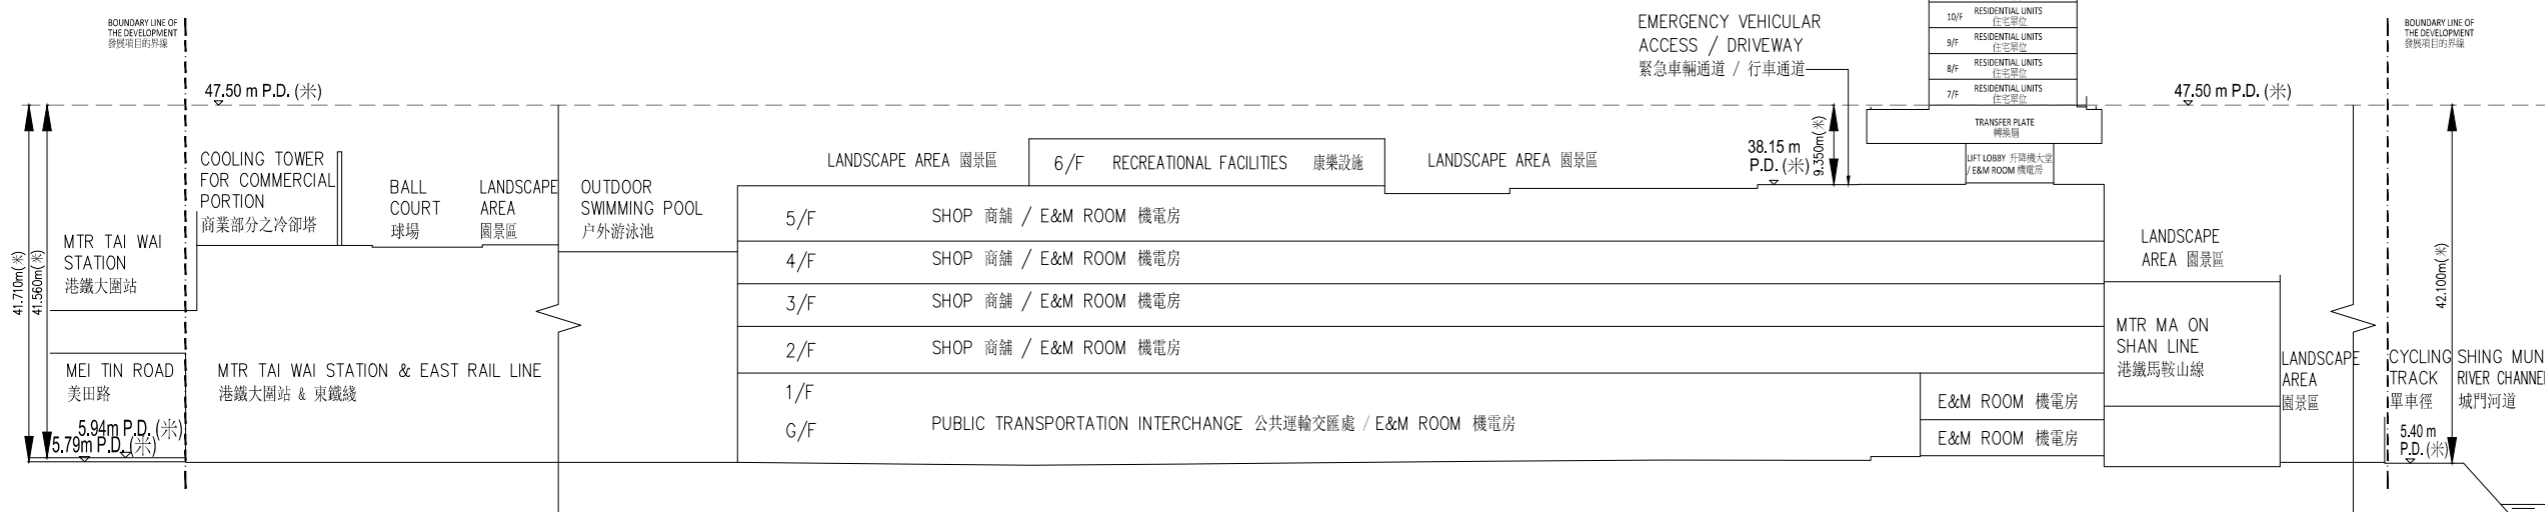 BOUNDARY LINE OF
THE DEVELOPMENT
發展項目的界線
47.50 m P.D. (米)
COOLING TOWER
FOR COMMERCIAL
PORTION
商業部分之冷卻塔
BALL
COURT
球場
LANDSCAPE
AREA
園景區
OUTDOOR
SWIMMING POOL
户外游泳池
MTR TAI WAI
STATION
港鐵大圍站
41.710m(米)
41.560m(米)
MEI TIN ROAD
美田路
5.94m P.D. (米)
5.79m P.D. (米)
MTR TAI WAI STATION & EAST RAIL LINE
港鐵大圍站 & 東鐵綫
LANDSCAPE AREA 園景區
6/F RECREATIONAL FACILITIES 康樂設施
LANDSCAPE AREA 園景區
5/F SHOP 商舖 / E&M ROOM 機電房
4/F SHOP 商舖 / E&M ROOM 機電房
3/F SHOP 商舖 / E&M ROOM 機電房
2/F SHOP 商舖 / E&M ROOM 機電房
1/F
G/F PUBLIC TRANSPORTATION INTERCHANGE 公共運輸交匯處 / E&M ROOM 機電房
E&M ROOM 機電房
E&M ROOM 機電房
EMERGENCY VEHICULAR
ACCESS / DRIVEWAY
緊急車輛通道 / 行車通道
38.15 m
P.D. (米)
9.350m(米)
10/F RESIDENTIAL UNITS
住宅單位
9/F RESIDENTIAL UNITS
住宅單位
8/F RESIDENTIAL UNITS
住宅單位
7/F RESIDENTIAL UNITS
住宅單位
TRANSFER PLATE
轉換層
LIFT LOBBY 升降機大堂
/ E&M ROOM 機電房
47.50 m P.D. (米)
BOUNDARY LINE OF
THE DEVELOPMENT
發展項目的界線
LANDSCAPE
AREA 園景區
MTR MA ON
SHAN LINE
港鐵馬鞍山線
LANDSCAPE
AREA
園景區
42.100m(米)
CYCLING
TRACK
單車徑
SHING MUN
RIVER CHANNEL
城門河道
5.40 m
P.D. (米)